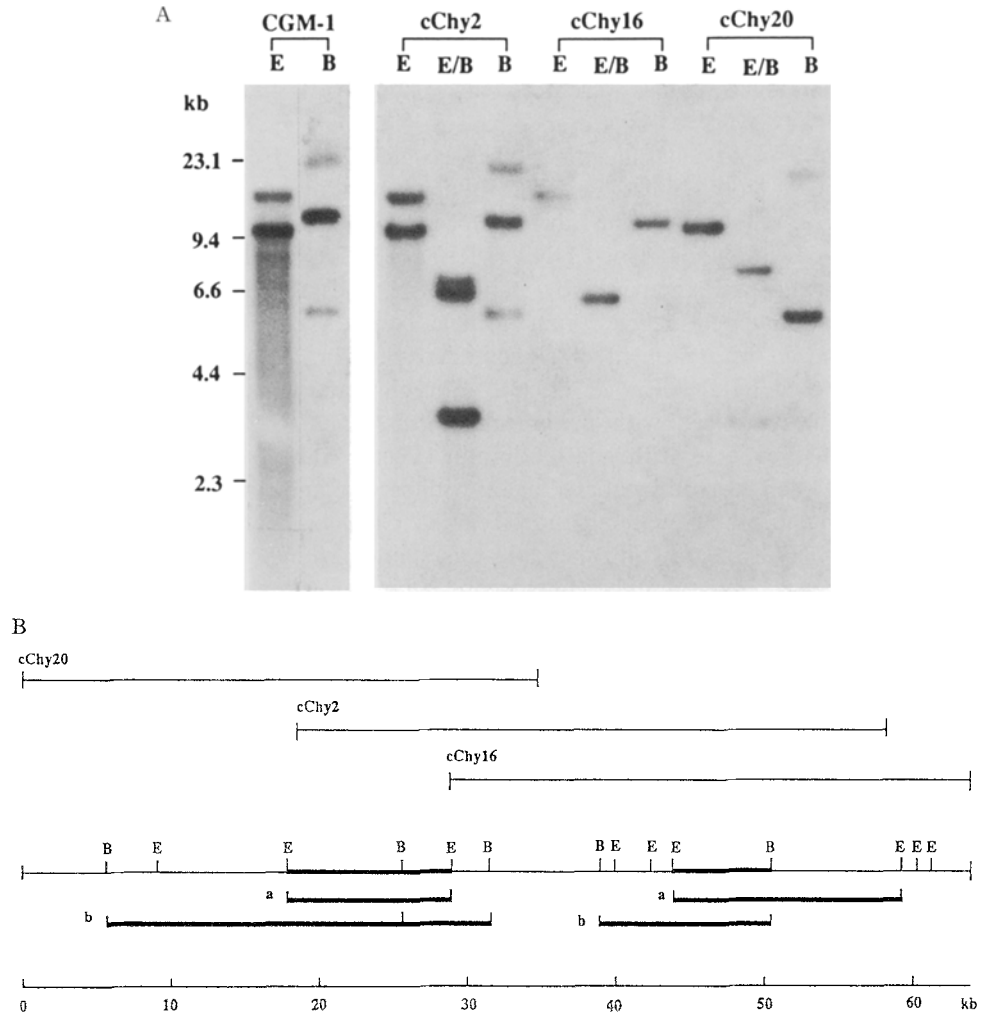 A
CGM-1 cChy2 cChy16 cChy20
E B E E/B B E E/B B E E/B B
kb
23.1
9.4
6.6
4.4
2.3
B
cChy20
cChy2
cChy16
B E E B E B B E E E B E E E
a a
b b
0 10 20 30 40 50 60 kb